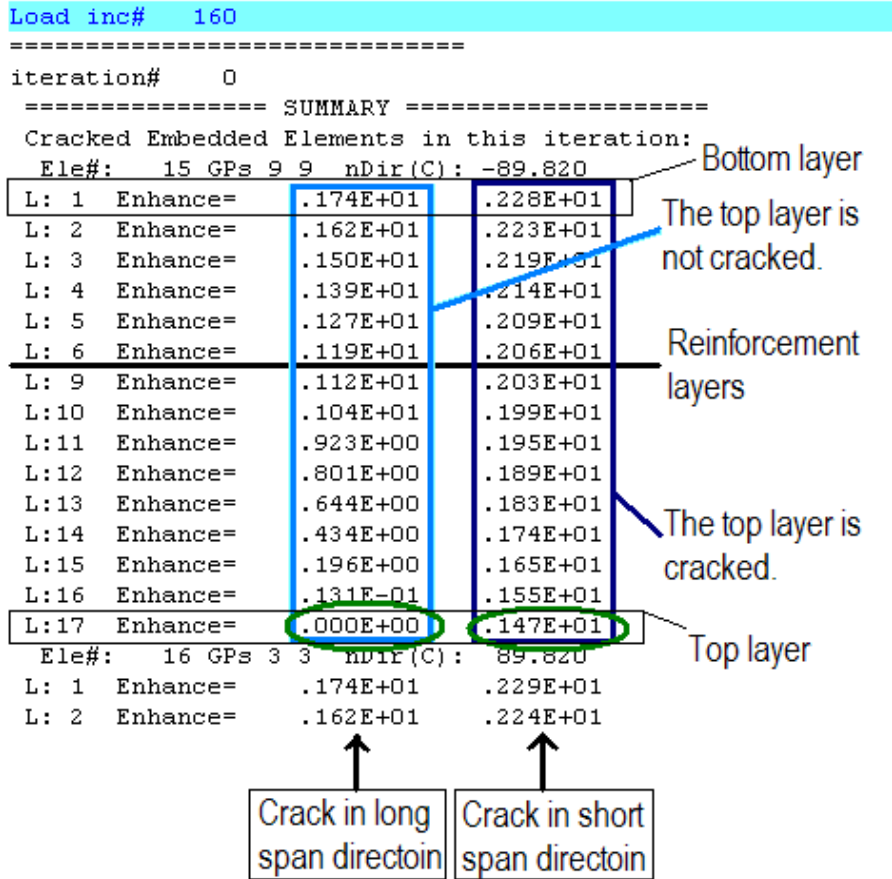 Load inc#   160
==============================
iteration#    0
================ SUMMARY ====================
Cracked Embedded Elements in this iteration:
Ele#:   15 GPs 9 9  nDir(C): -89.820
Bottom layer
L: 1  Enhance=    .174E+01    .228E+01
L: 2  Enhance=    .162E+01    .223E+01
The top layer is
not cracked.
L: 3  Enhance=    .150E+01    .219E+01
L: 4  Enhance=    .139E+01    .214E+01
L: 5  Enhance=    .127E+01    .209E+01
L: 6  Enhance=    .119E+01    .206E+01
Reinforcement
layers
L: 9  Enhance=    .112E+01    .203E+01
L:10  Enhance=    .104E+01    .199E+01
L:11  Enhance=    .923E+00    .195E+01
L:12  Enhance=    .801E+00    .189E+01
L:13  Enhance=    .644E+00    .183E+01
L:14  Enhance=    .434E+00    .174E+01
The top layer is
cracked.
L:15  Enhance=    .196E+00    .165E+01
L:16  Enhance=    .131E-01    .155E+01
L:17  Enhance=    .000E+00    .147E+01
Top layer
Ele#:   16 GPs 3 3  nDir(C):  89.820
L: 1  Enhance=    .174E+01    .229E+01
L: 2  Enhance=    .162E+01    .224E+01
Crack in long
span directoin
Crack in short
span directoin